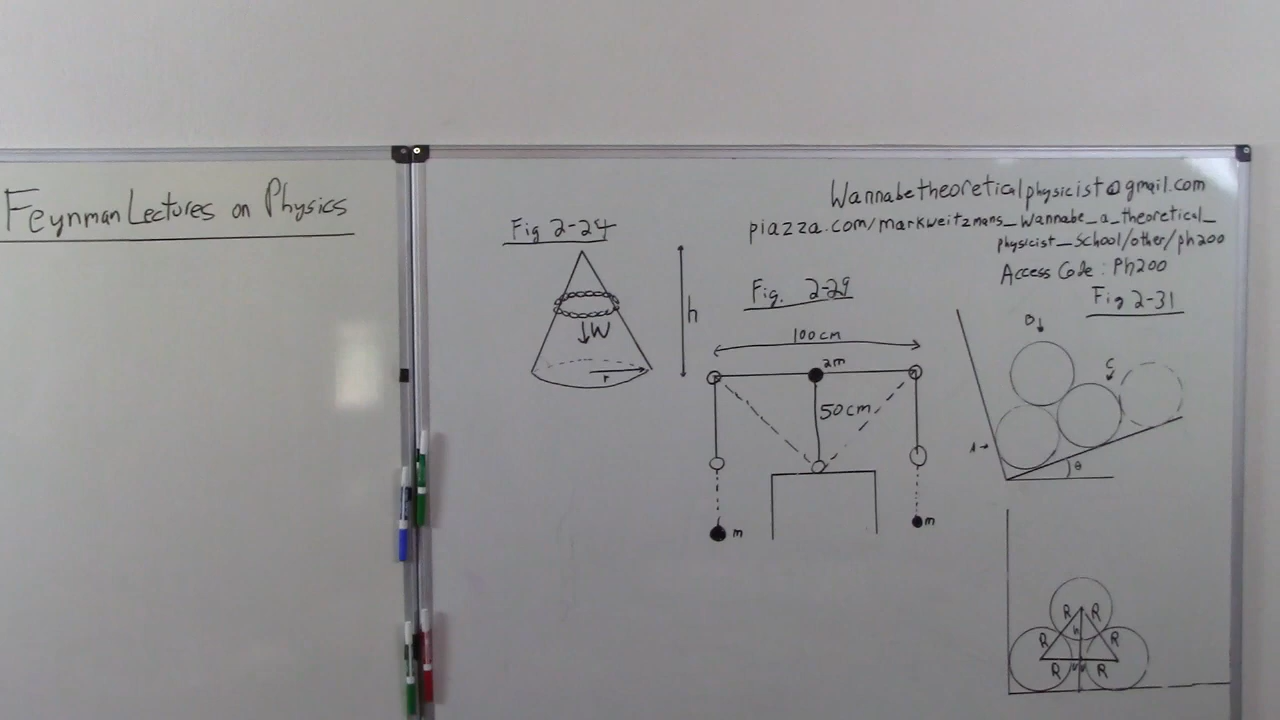 Feynman Lectures on Physics
Wannabetheoreticalphysicist@gmail.com
piazza.com/markweitzmans_wannabe_a_theoretical_
physicist_School/other/ph200
Access Code: Ph200
Fig 2-24
W
r
h
Fig. 2-29
100cm
2m
50cm
m
m
Fig 2-31
B
C
A
θ
R R
h
R R
R R